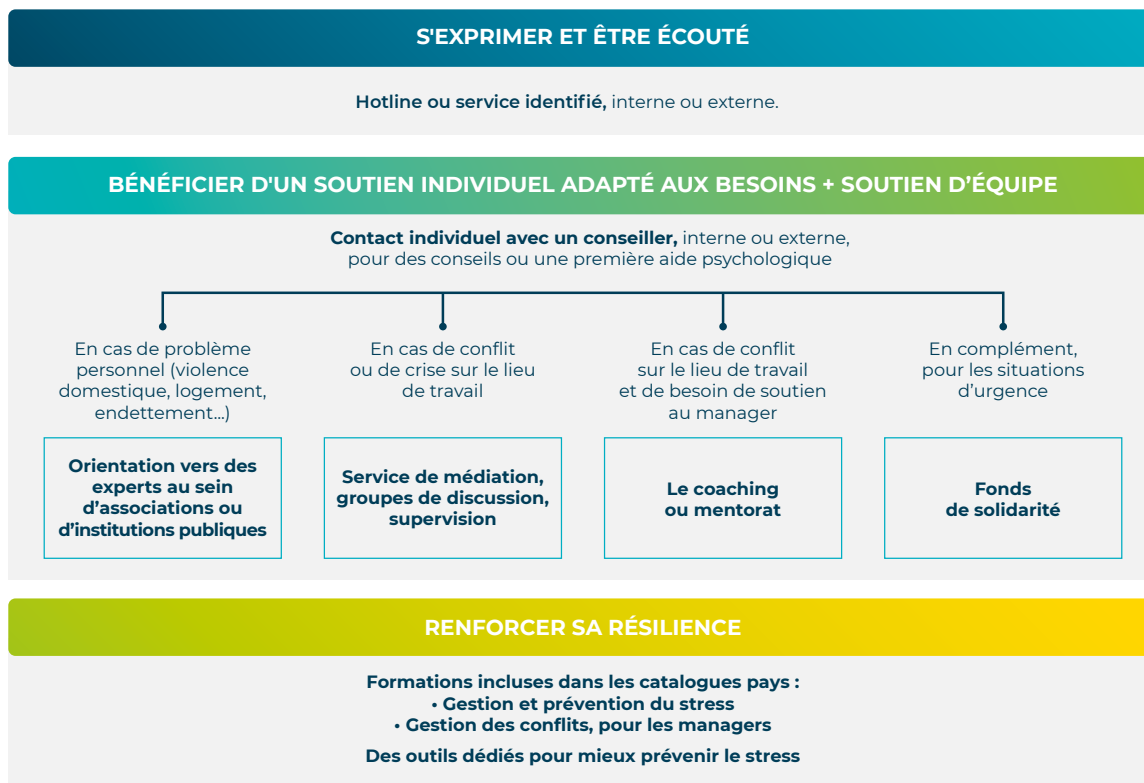 S'EXPRIMER ET ÊTRE ÉCOUTÉ
Hotline ou service identifié, interne ou externe.
BÉNÉFICIER D'UN SOUTIEN INDIVIDUEL ADAPTÉ AUX BESOINS + SOUTIEN D’ÉQUIPE
Contact individuel avec un conseiller, interne ou externe,
pour des conseils ou une première aide psychologique
En cas de problème
personnel (violence
domestique, logement,
endettement...)
Orientation vers des
experts au sein
d’associations ou
d’institutions publiques
En cas de conflit
ou de crise sur le lieu
de travail
Service de médiation,
groupes de discussion,
supervision
En cas de conflit
sur le lieu de travail
et de besoin de soutien
au manager
Le coaching
ou mentorat
En complément,
pour les situations
d’urgence
Fonds
de solidarité
RENFORCER SA RÉSILIENCE
Formations incluses dans les catalogues pays :
• Gestion et prévention du stress
• Gestion des conflits, pour les managers
Des outils dédiés pour mieux prévenir le stress